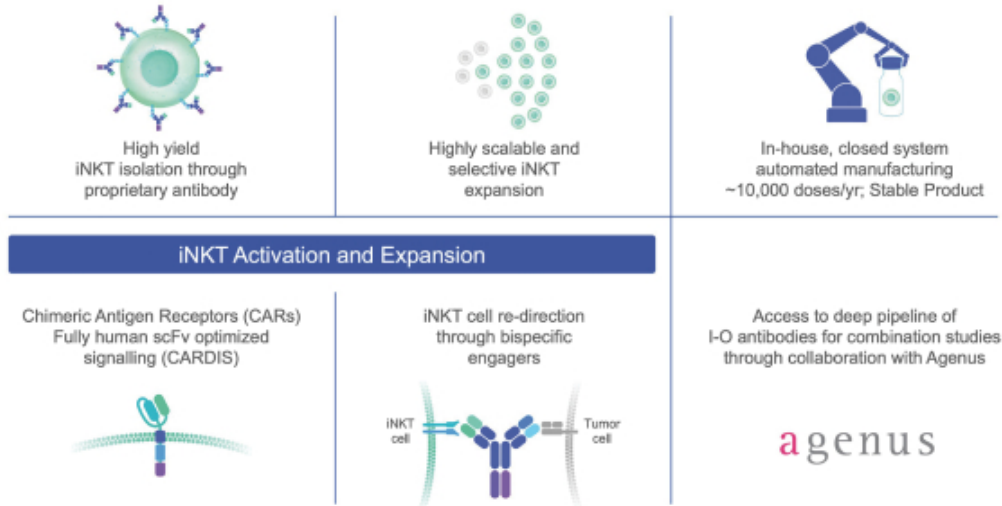 High yield
iNKT isolation through
proprietary antibody
Highly scalable and
selective iNKT
expansion
In-house, closed system
automated manufacturing
~10,000 doses/yr; Stable Product
iNKT Activation and Expansion
Chimeric Antigen Receptors (CARs)
Fully human scFv optimized
signalling (CARDIS)
iNKT cell re-direction
through bispecific
engagers
iNKT
cell
Tumor
cell
Access to deep pipeline of
I-O antibodies for combination studies
through collaboration with Agenus
agenus